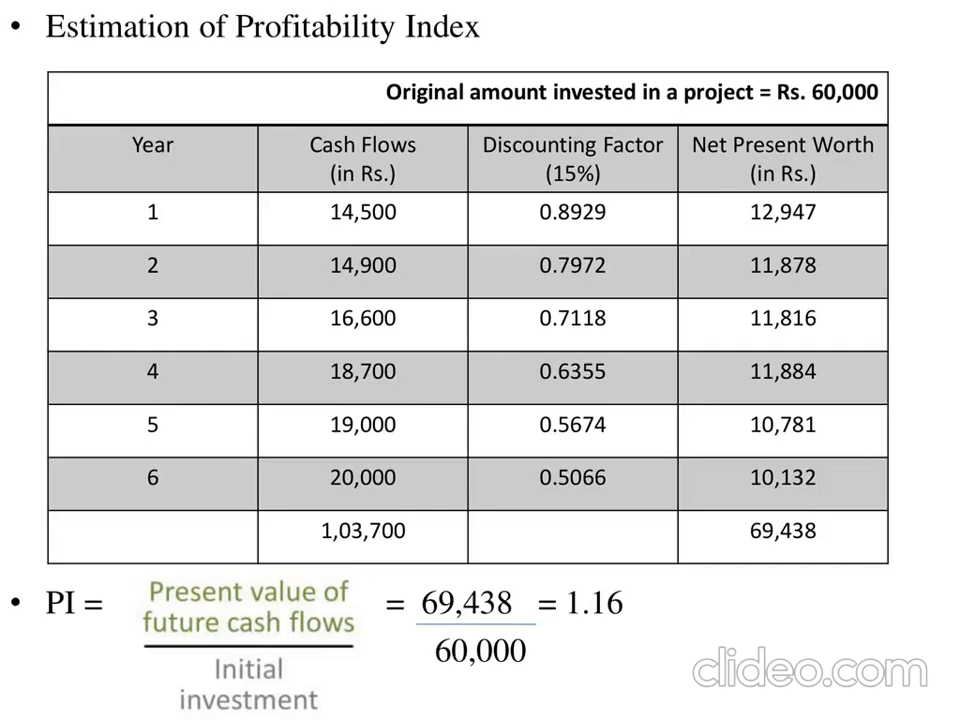 • Estimation of Profitability Index
Original amount invested in a project = Rs. 60,000
Year Cash Flows (in Rs.) Discounting Factor (15%) Net Present Worth (in Rs.)
1 14,500 0.8929 12,947
2 14,900 0.7972 11,878
3 16,600 0.7118 11,816
4 18,700 0.6355 11,884
5 19,000 0.5674 10,781
6 20,000 0.5066 10,132
1,03,700 69,438
• PI = Present value of future cash flows = 69,438 = 1.16
Initial investment 60,000
clideo.com